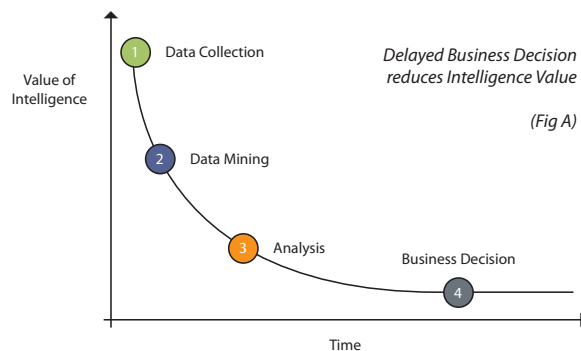 1
Data Collection
Delayed Business Decision
reduces Intelligence Value
Value of
Intelligence
(Fig A)
2
Data Mining
3
Analysis
Business Decision
4
Time